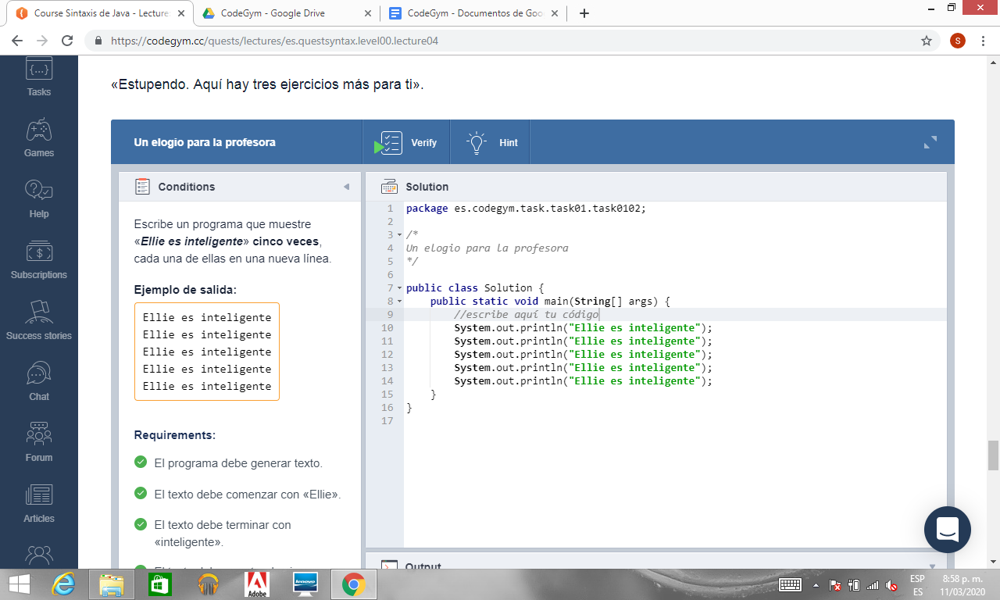 Course Sintaxis de Java - Lecture
CodeGym - Google Drive
CodeGym - Documentos de Goo
https://codegym.cc/quests/lectures/es.questsyntax.level00.lecture04
S
Tasks
Games
Help
Subscriptions
Success stories
Chat
Forum
Articles
«Estupendo. Aquí hay tres ejercicios más para ti».
Un elogio para la profesora
Verify
Hint
Conditions
Escribe un programa que muestre
«Ellie es inteligente» cinco veces,
cada una de ellas en una nueva línea.
Ejemplo de salida:
Ellie es inteligente
Ellie es inteligente
Ellie es inteligente
Ellie es inteligente
Ellie es inteligente
Requirements:
El programa debe generar texto.
El texto debe comenzar con «Ellie».
El texto debe terminar con
«inteligente».
Solution
1 package es.codegym.task.task01.task0102;
2
3 /*
4 Un elogio para la profesora
5 */
6
7 public class Solution {
8 public static void main(String[] args) {
9 //escribe aquí tu código
10 System.out.println("Ellie es inteligente");
11 System.out.println("Ellie es inteligente");
12 System.out.println("Ellie es inteligente");
13 System.out.println("Ellie es inteligente");
14 System.out.println("Ellie es inteligente");
15 }
16 }
17
Output
Adobe
lenovo
ESP
ES
8:58 p. m.
11/03/2020